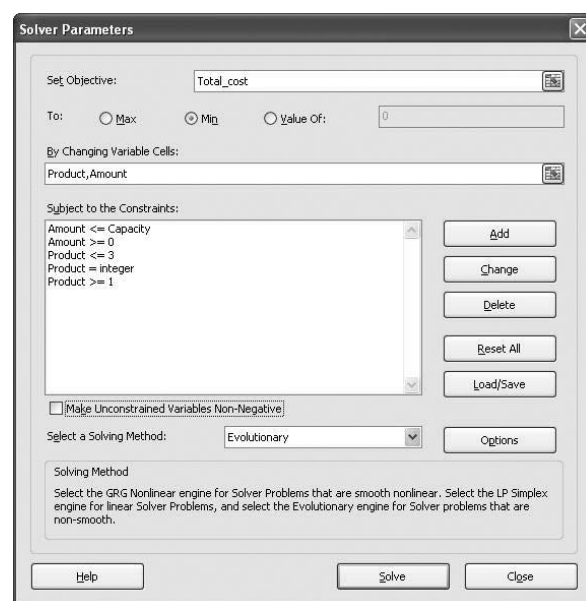 Solver Parameters
Set Objective: Total_cost
To: Max Min Value Of: 0
By Changing Variable Cells:
Product,Amount
Subject to the Constraints:
Amount <= Capacity
Amount >= 0
Product <= 3
Product = integer
Product >= 1
Add
Change
Delete
Reset All
Load/Save
Make Unconstrained Variables Non-Negative
Select a Solving Method: Evolutionary
Options
Solving Method
Select the GRG Nonlinear engine for Solver Problems that are smooth nonlinear. Select the LP Simplex
engine for linear Solver Problems, and select the Evolutionary engine for Solver problems that are
non-smooth.
Help Solve Close